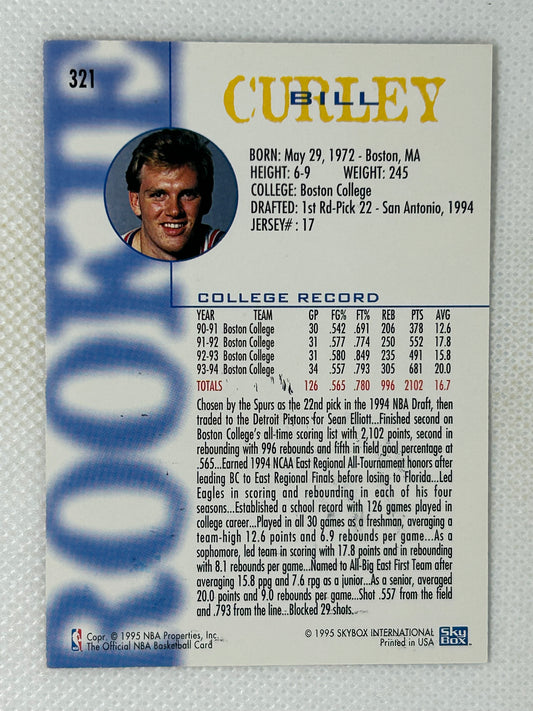 321
BILL
CURLEY
ROOKIE
BORN: May 29, 1972 - Boston, MA
HEIGHT: 6-9 WEIGHT: 245
COLLEGE: Boston College
DRAFTED: 1st Rd-Pick 22 - San Antonio, 1994
JERSEY# : 17
COLLEGE RECORD
YEAR TEAM GP FG% FT% REB PTS AVG
90-91 Boston College 30 .542 .691 206 378 12.6
91-92 Boston College 31 .577 .774 250 552 17.8
92-93 Boston College 31 .580 .849 235 491 15.8
93-94 Boston College 34 .557 .793 305 681 20.0
TOTALS 126 .565 .780 996 2102 16.7
Chosen by the Spurs as the 22nd pick in the 1994 NBA Draft, then
traded to the Detroit Pistons for Sean Elliott...Finished second on
Boston College's all-time scoring list with 2,102 points, second in
rebounding with 996 rebounds and fifth in field goal percentage at
.565...Earned 1994 NCAA East Regional All-Tournament honors after
leading BC to East Regional Finals before losing to Florida...Led
Eagles in scoring and rebounding in each of his four
seasons...Established a school record with 126 games played in
college career...Played in all 30 games as a freshman, averaging a
team-high 12.6 points and 6.9 rebounds per game...As a
sophomore, led team in scoring with 17.8 points and in rebounding
with 8.1 rebounds per game...Named to All-Big East First Team after
averaging 15.8 ppg and 7.6 rpg as a junior...As a senior, averaged
20.0 points and 9.0 rebounds per game...Shot .557 from the field
and .793 from the line...Blocked 29 shots.
Copr. © 1995 NBA Properties, Inc.
The Official NBA Basketball Card
© 1995 SKYBOX INTERNATIONAL
Printed in USA
SkyBox